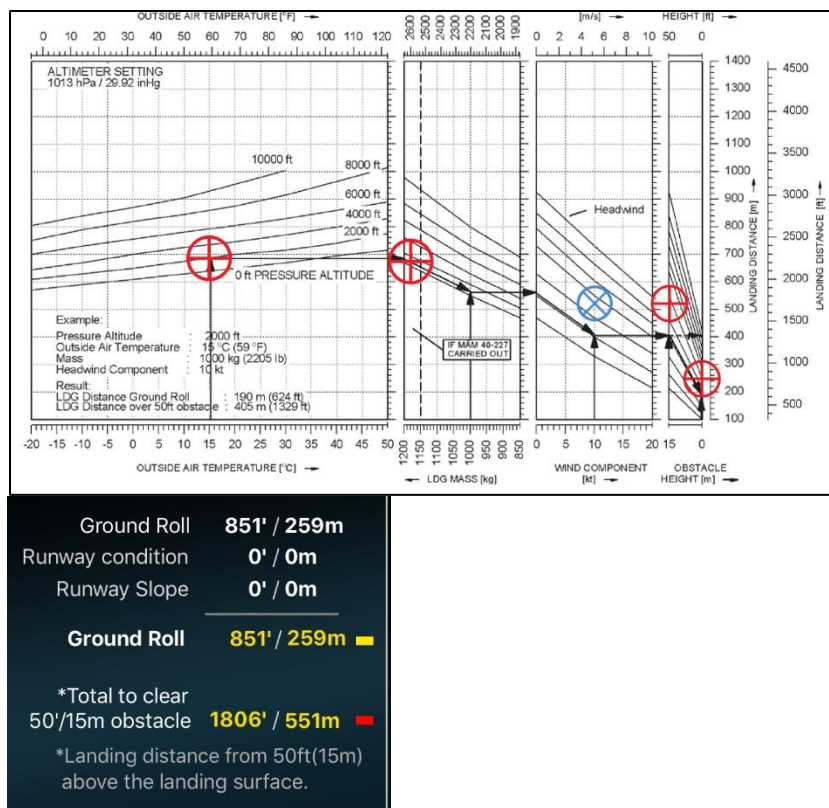 OUTSIDE AIR TEMPERATURE [°F]
[m/s]
HEIGHT [ft]
0 20 40 60 80 100 120
2600 2500 2400 2300 2200 2100 2000 1900
0 2 4 6 8 10
50 0
ALTIMETER SETTING
1013 hPa / 29.92 inHg
10000 ft
8000 ft
6000 ft
4000 ft
2000 ft
0 ft PRESSURE ALTITUDE
Example:
Pressure Altitude : 2000 ft
Outside Air Temperature : 15 °C (59 °F)
Mass : 1000 kg (2205 lb)
Headwind Component : 10 kt
Result:
LDG Distance Ground Roll : 190 m (624 ft)
LDG Distance over 50ft obstacle : 405 m (1329 ft)
IF MAM 40-227
CARRIED OUT
Headwind
1400
1300
1200
1100
1000
900
800
700
600
500
400
300
200
100
LANDING DISTANCE [m]
4500
4000
3500
3000
2500
2000
1500
1000
500
LANDING DISTANCE [ft]
-20 -15 -10 -5 0 5 10 15 20 25 30 35 40 45 50
1200 1150 1100 1050 1000 950 900 850
0 5 10 15 20
15 0
OUTSIDE AIR TEMPERATURE [°C]
LDG MASS [kg]
WIND COMPONENT
[kt]
OBSTACLE
HEIGHT [m]
Ground Roll 851' / 259m
Runway condition 0' / 0m
Runway Slope 0' / 0m
Ground Roll 851' / 259m
*Total to clear
50'/15m obstacle 1806' / 551m
*Landing distance from 50ft(15m)
above the landing surface.